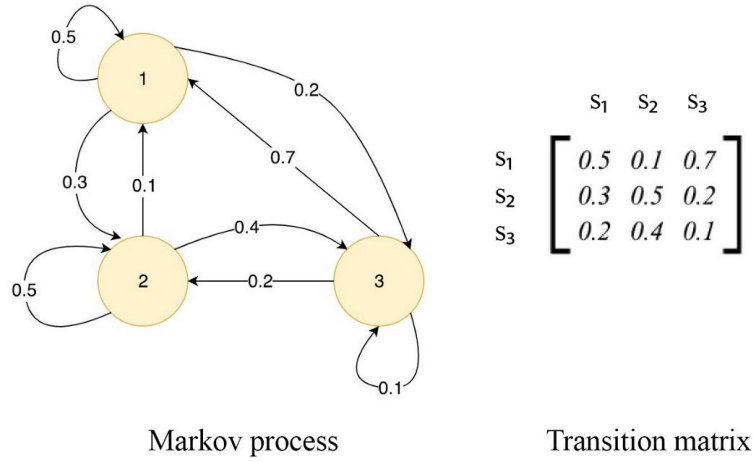 0.5
1
0.2
0.7
0.3
0.1
0.4
2
0.5
0.2
3
0.1
S₁ S₂ S₃
S₁ 0.5 0.1 0.7
S₂ 0.3 0.5 0.2
S₃ 0.2 0.4 0.1
Markov process
Transition matrix